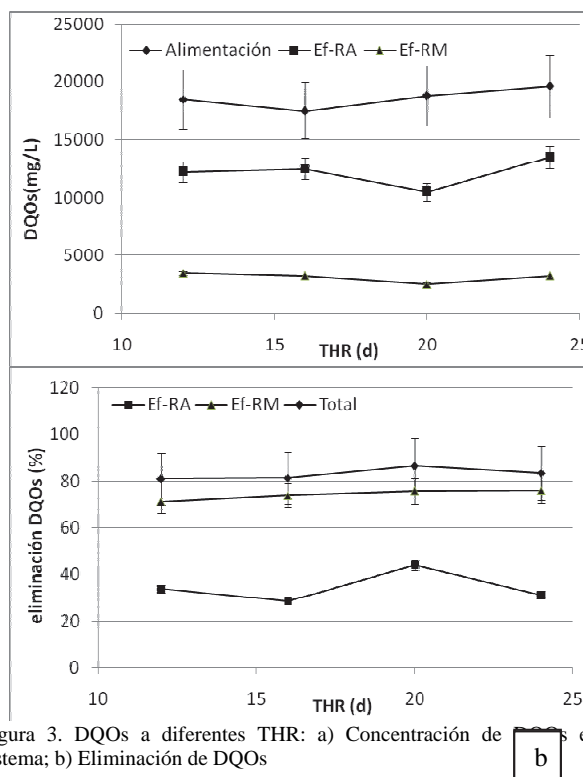 Alimentación Ef-RA Ef-RM
25000
20000
15000
10000
5000
0
DQOs(mg/L)
10 15 20 25
THR (d)
Ef-RA Ef-RM Total
120
100
80
60
40
20
0
eliminación DQOs (%)
10 15 20 25
THR (d)
gura 3. DQOs a diferentes THR: a) Concentración de DQOs e
stema; b) Eliminación de DQOs
b